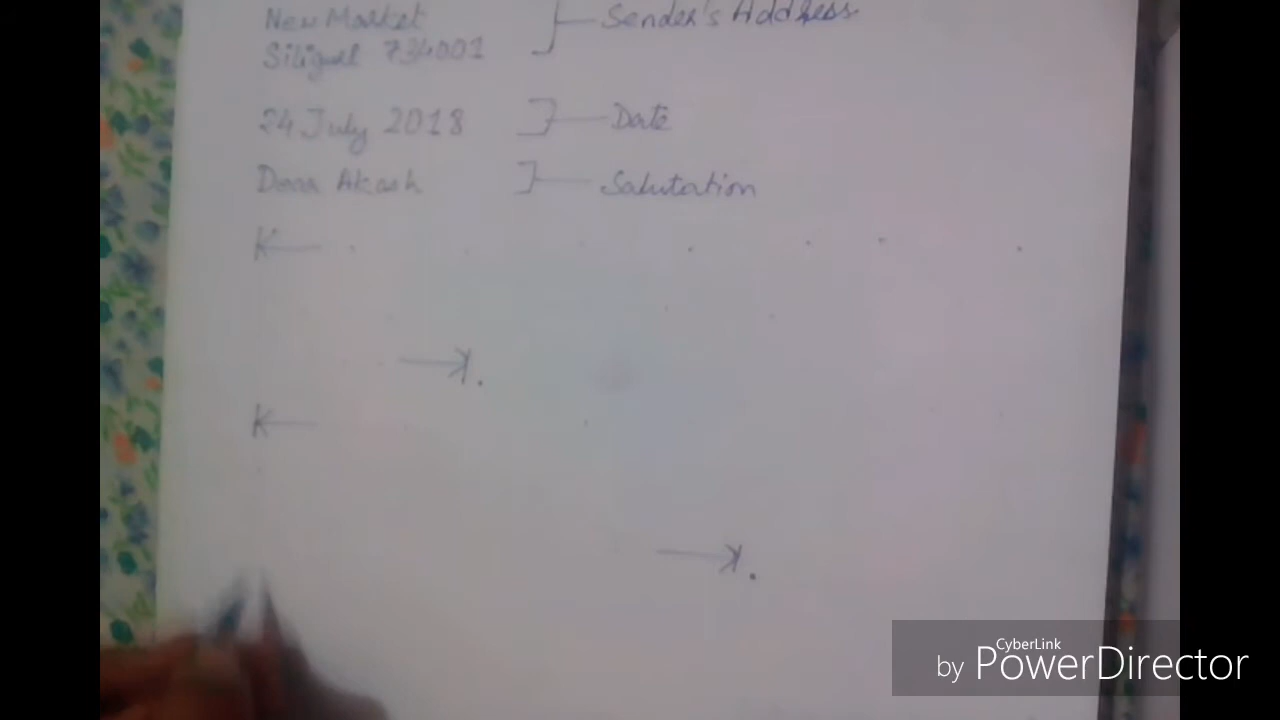 New Market Sender's Address
Siliguri 734001
24 July 2018 Date
Dear Akash Salutation
CyberLink
by PowerDirector